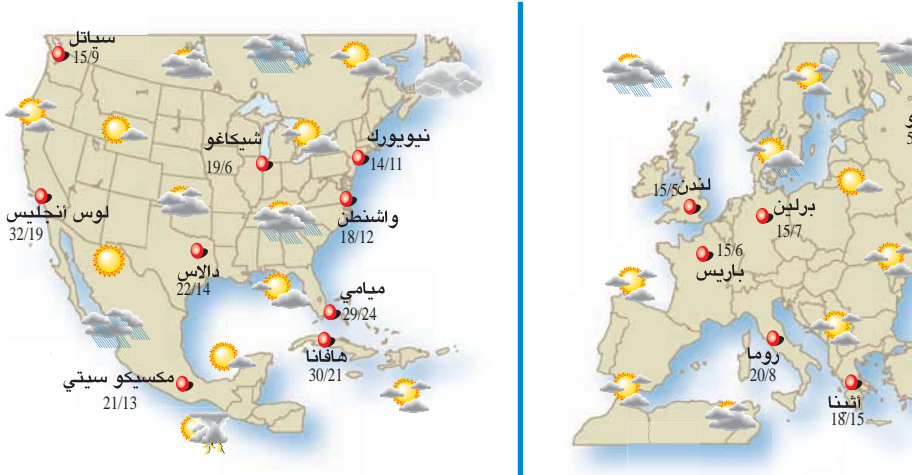 سياتل
15/9
شيكاغو
19/6
نيويورك
14/11
لوس أنجليس
32/19
واشنطن
18/12
دالاس
22/14
ميامي
29/24
هافانا
30/21
مكسيكو سيتي
21/13
لندن
15/5
برلين
15/7
15/6
باريس
روما
20/8
أثينا
18/15